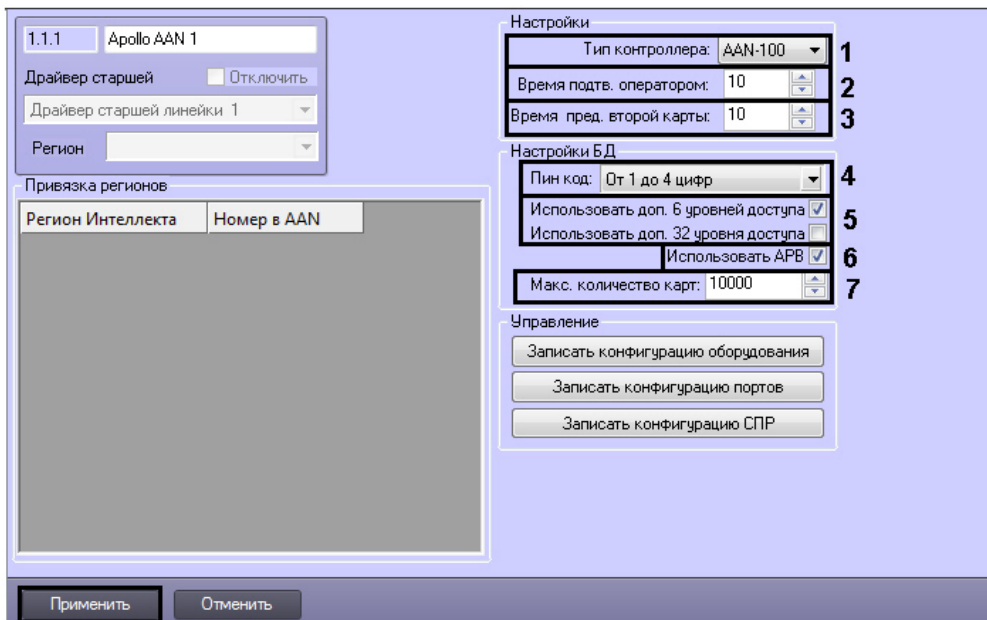 1.1.1 Apollo AAN 1
Драйвер старшей Отключить
Драйвер старшей линейки 1
Регион
Привязка регионов
Регион Интеллекта Номер в AAN
Настройки
Тип контроллера: AAN-100 1
Время подтв. оператором: 10 2
Время пред. второй карты: 10 3
Настройки БД
Пин код: От 1 до 4 цифр 4
Использовать доп. 6 уровней доступа
5
Использовать доп. 32 уровня доступа
Использовать APB 6
Макс. количество карт: 10000 7
Управление
Записать конфигурацию оборудования
Записать конфигурацию портов
Записать конфигурацию СПР
Применить Отменить